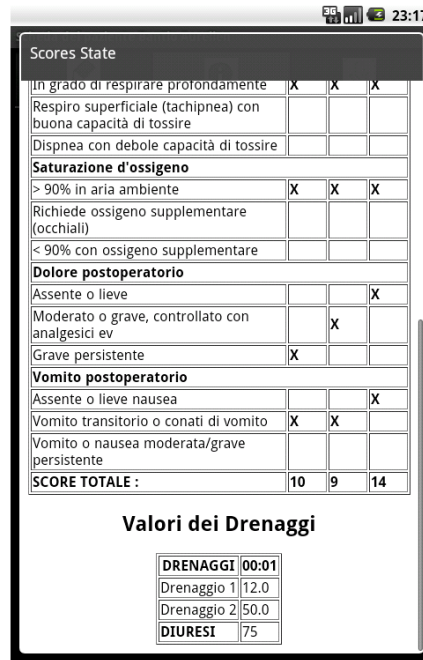 3G 23:17
Scores State
In grado di respirare profondamente X X X
Respiro superficiale (tachipnea) con
buona capacità di tossire
Dispnea con debole capacità di tossire
Saturazione d'ossigeno
> 90% in aria ambiente X X X
Richiede ossigeno supplementare
(occhiali)
< 90% con ossigeno supplementare
Dolore postoperatorio
Assente o lieve X
Moderato o grave, controllato con
analgesici ev X
Grave persistente X
Vomito postoperatorio
Assente o lieve nausea X
Vomito transitorio o conati di vomito X X
Vomito o nausea moderata/grave
persistente
SCORE TOTALE : 10 9 14
Valori dei Drenaggi
DRENAGGI 00:01
Drenaggio 1 12.0
Drenaggio 2 50.0
DIURESI 75